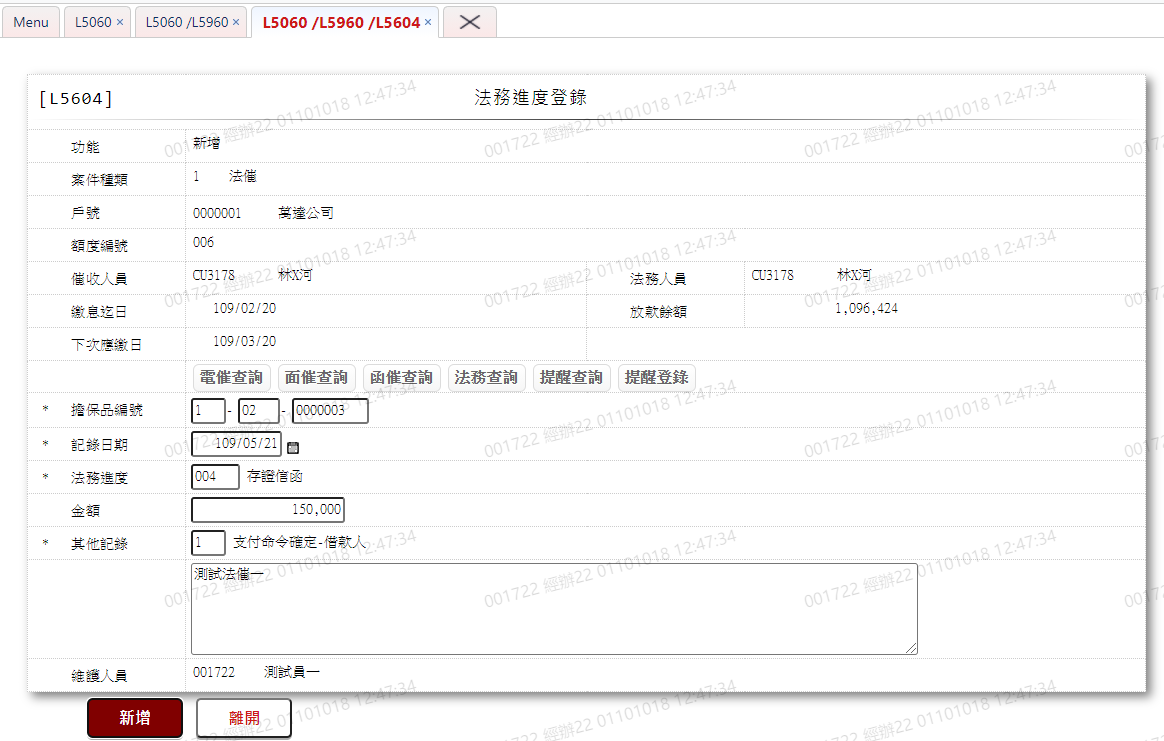 Menu L5060 × L5060 /L5960 × L5060 /L5960 /L5604 ×
[L5604] 法務進度登錄
功能 新增
案件種類 1 法催
戶號 0000001 萬達公司
額度編號 006
催收人員 CU3178 林X河 法務人員 CU3178 林X河
繳息迄日 109/02/20 放款餘額 1,096,424
下次應繳日 109/03/20
電催查詢 面催查詢 函催查詢 法務查詢 提醒查詢 提醒登錄
* 擔保品編號 1 - 02 - 0000003
* 記錄日期 109/05/21
* 法務進度 004 存證信函
金額 150,000
* 其他記錄 1 支付命令確定-借款人
測試法催一
維護人員 001722 測試員一
新增 離開
001722 經辦22 01101018 12:47:34